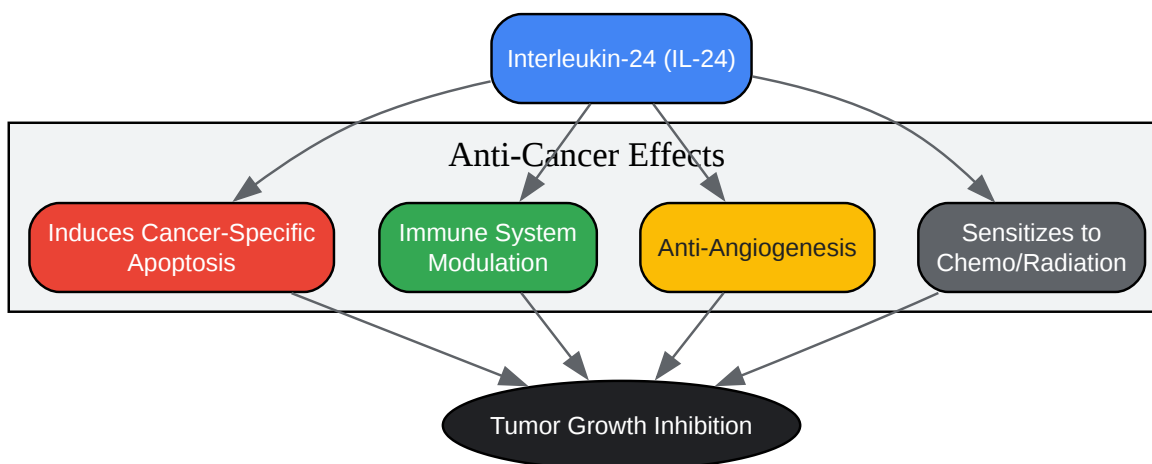 Interleukin-24 (IL-24)
Anti-Cancer Effects
Induces Cancer-Specific
Apoptosis
Immune System
Modulation
Anti-Angiogenesis
Sensitizes to
Chemo/Radiation
Tumor Growth Inhibition